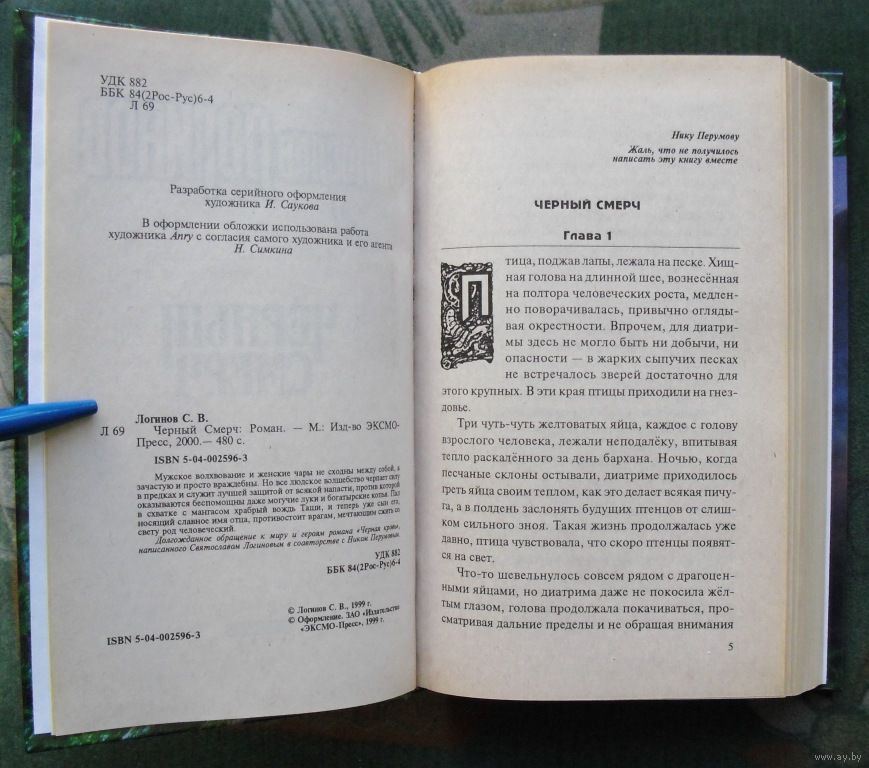 УДК 882
ББК 84(2Рос-Рус)6-4
Л 69
Разработка серийного оформления
художника И. Саукова
В оформлении обложки использована работа
художника Anry с согласия самого художника и его агента
Н. Симкина
Логинов С. В.
Л 69 Черный Смерч: Роман. — М.: Изд-во ЭКСМО-
Пресс, 2000.— 480 с.
ISBN 5-04-002596-3
Мужское волхвование и женские чары не сходны между собой, а
зачастую и просто враждебны. Но все людское волшебство черпает силу
в предках и служит лучшей защитой от всякой напасти, против которой
оказываются беспомощны даже могучие луки и богатырские копья. Пал
в схватке с мангасом храбрый вождь Таши, и теперь уже сын его,
носящий славное имя отца, противостоит врагам, мечтающим сжить со
свету род человеческий.
Долгожданное обращение к миру и героям романа «Черная кровь»,
написанного Святославом Логиновым в соавторстве с Ником Перумовым.
УДК 882
ББК 84(2Рос-Рус)6-4
© Логинов С. В., 1999 г.
© Оформление. ЗАО «Издательство
«ЭКСМО-Пресс», 1999 г.
ISBN 5-04-002596-3
Нику Перумову
Жаль, что не получилось
написать эту книгу вместе
ЧЕРНЫЙ СМЕРЧ
Глава 1
Птица, поджав лапы, лежала на песке. Хищ-
ная голова на длинной шее, вознесённая
на полтора человеческих роста, медлен-
но поворачивалась, привычно огляды-
вая окрестности. Впрочем, для диатри-
мы здесь не могло быть ни добычи, ни
опасности — в жарких сыпучих песках
не встречалось зверей достаточно для
этого крупных. В эти края птицы приходили на гнез-
довье.
Три чуть-чуть желтоватых яйца, каждое с голову
взрослого человека, лежали неподалёку, впитывая
тепло раскалённого за день бархана. Ночью, когда
песчаные склоны остывали, диатриме приходилось
греть яйца своим теплом, как это делает всякая пичу-
га, а в полдень заслонять будущих птенцов от слиш-
ком сильного зноя. Такая жизнь продолжалась уже
давно, птица чувствовала, что скоро птенцы появят-
ся на свет.
Что-то шевельнулось совсем рядом с драгоцен-
ными яйцами, но диатрима даже не покосила жёл-
тым глазом, голова продолжала покачиваться, про-
сматривая дальние пределы и не обращая внимания
5
www.ay.by